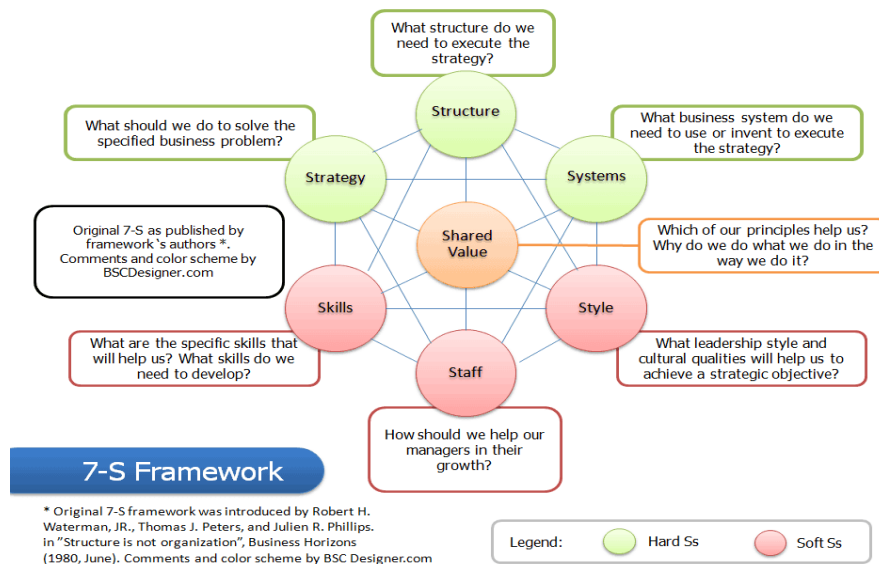 What structure do we
need to execute the
strategy?
Structure
What should we do to solve the
specified business problem?
What business system do we
need to use or invent to execute
the strategy?
Strategy
Systems
Original 7-S as published by
framework`s authors *.
Comments and color scheme by
BSCDesigner.com
Shared
Value
Which of our principles help us?
Why do we do what we do in the
way we do it?
Skills
Style
What are the specific skills that
will help us? What skills do we
need to develop?
Staff
What leadership style and
cultural qualities will help us to
achieve a strategic objective?
How should we help our
managers in their
growth?
7-S Framework
* Original 7-S framework was introduced by Robert H.
Waterman, JR., Thomas J. Peters, and Julien R. Phillips.
in "Structure is not organization", Business Horizons
(1980, June). Comments and color scheme by BSC Designer.com
Legend:
Hard Ss
Soft Ss